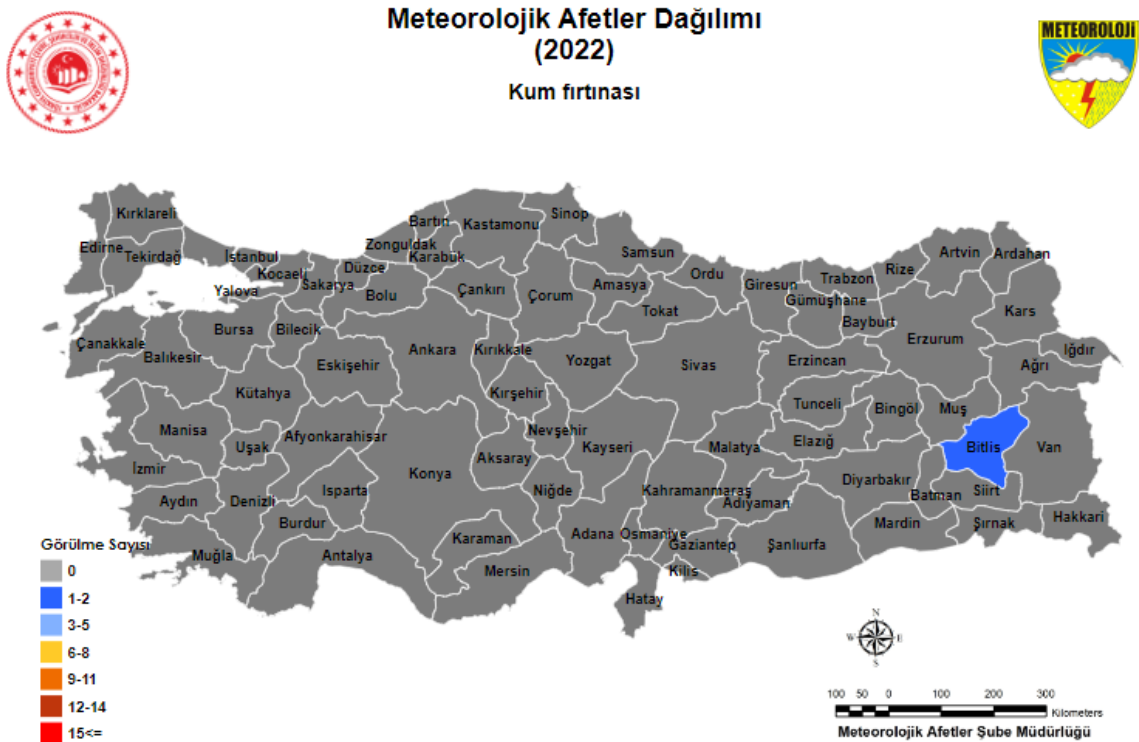 Meteorolojik Afetler Dağılımı
(2022)
Kum fırtınası
METEOROLOJİ
Kırklareli
Edirne
Tekirdağ
İstanbul
Kocaeli
Yalova
Sakarya
Düzce
Zonguldak
Bartın
Karabük
Kastamonu
Sinop
Samsun
Ordu
Giresun
Trabzon
Rize
Artvin
Ardahan
Gümüşhane
Bayburt
Kars
Iğdır
Ağrı
Erzurum
Erzincan
Bolu
Çankırı
Çorum
Amasya
Tokat
Sivas
Çanakkale
Balıkesir
Bursa
Bilecik
Eskişehir
Ankara
Kırıkkale
Yozgat
Kırşehir
Kütahya
Tunceli
Bingöl
Muş
Bitlis
Van
Manisa
Uşak
Afyonkarahisar
Konya
Aksaray
Nevşehir
Kayseri
Malatya
Elazığ
Diyarbakır
Batman
Siirt
Hakkari
Şırnak
Mardin
İzmir
Aydın
Denizli
Isparta
Burdur
Niğde
Kahramanmaraş
Adıyaman
Muğla
Antalya
Karaman
Mersin
Adana
Osmaniye
Gaziantep
Şanlıurfa
Kilis
Hatay
Görülme Sayısı
0
1-2
3-5
6-8
9-11
12-14
15<=
N
W E
S
100 50 0 100 200 300
Kilometers
Meteorolojik Afetler Şube Müdürlüğü